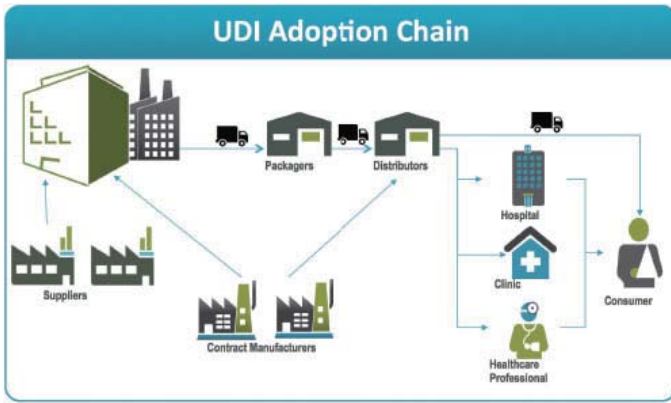 UDI Adoption Chain
Packagers
Distributors
Hospital
Suppliers
Clinic
Consumer
Contract Manufacturers
Healthcare
Professional